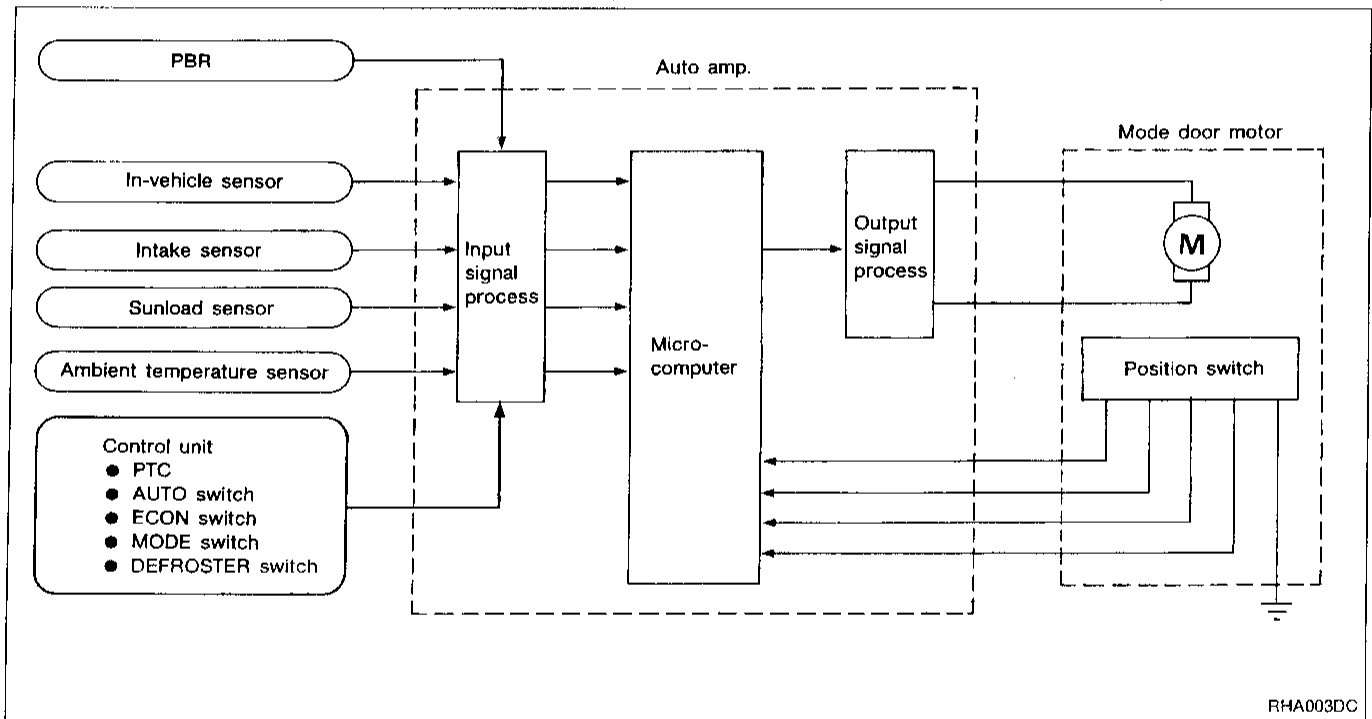 PBR
Auto amp.
Mode door motor
In-vehicle sensor
Intake sensor
Sunload sensor
Ambient temperature sensor
Input
signal
process
Micro-
computer
Output
signal
process
M
Position switch
Control unit
● PTC
● AUTO switch
● ECON switch
● MODE switch
● DEFROSTER switch
RHA003DC